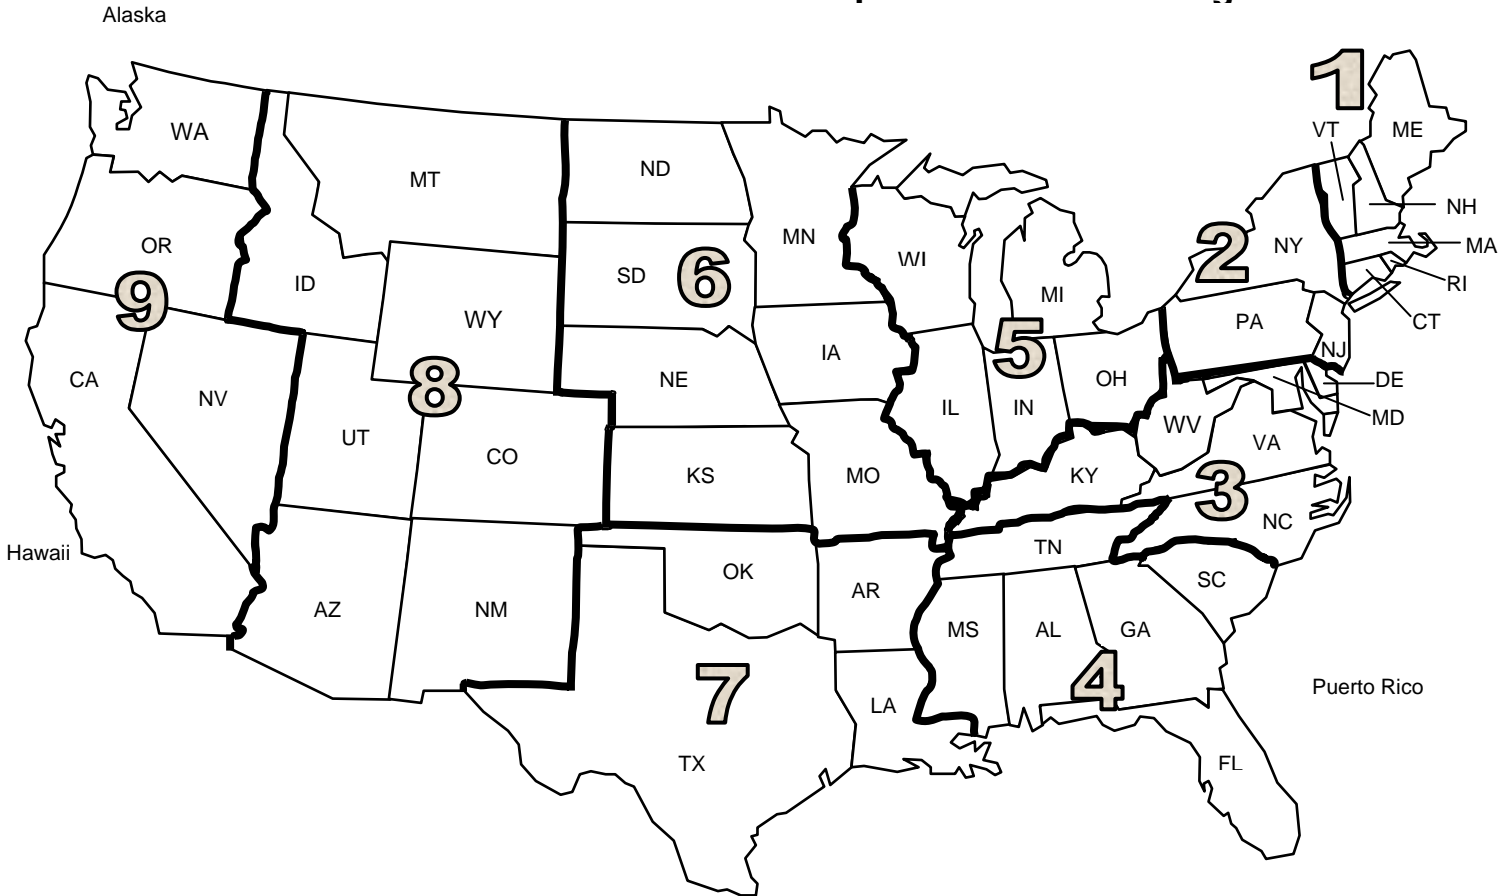 Alaska
1
VT
ME
WA
ND
MT
NH
MN
2
NY
MA
OR
WI
SD
6
ID
RI
MI
9
WY
PA
CT
5
NJ
IA
CA
NE
OH
DE
NV
8
IL
IN
MD
WV
UT
VA
CO
KS
MO
KY
3
NC
Hawaii
TN
OK
SC
AR
AZ
NM
MS
AL
GA
4
Puerto Rico
7
LA
TX
FL